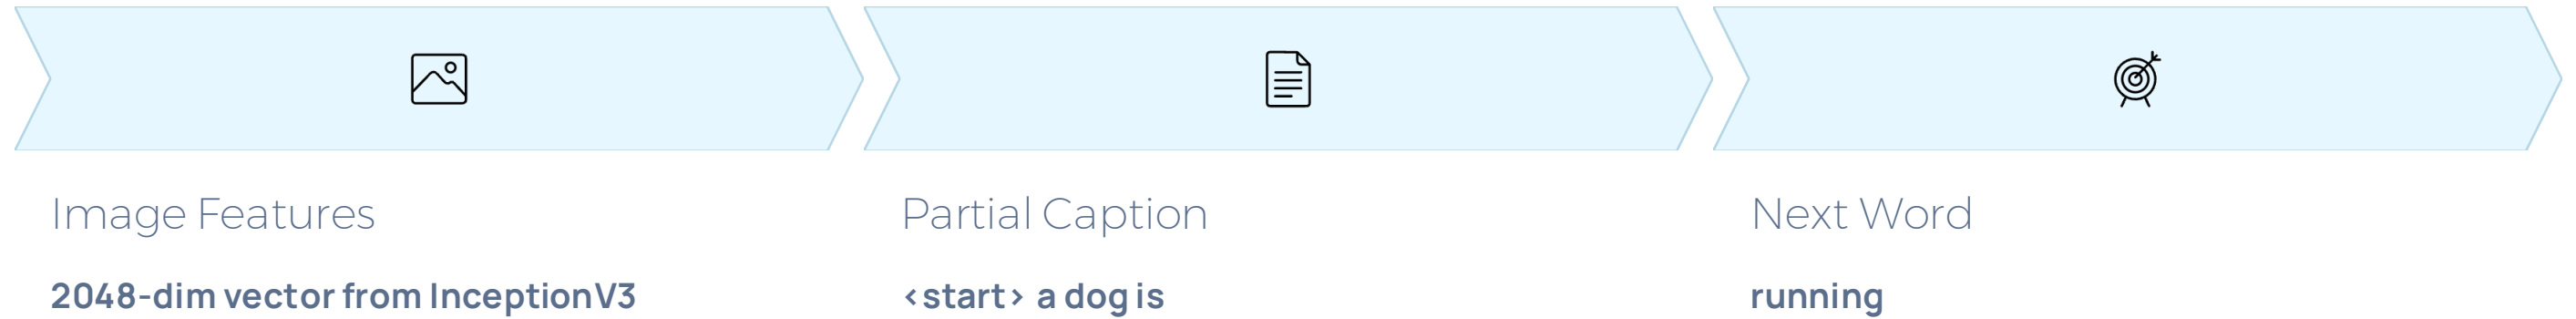 Image Features
2048-dim vector from InceptionV3
Partial Caption
<start> a dog is
Next Word
running